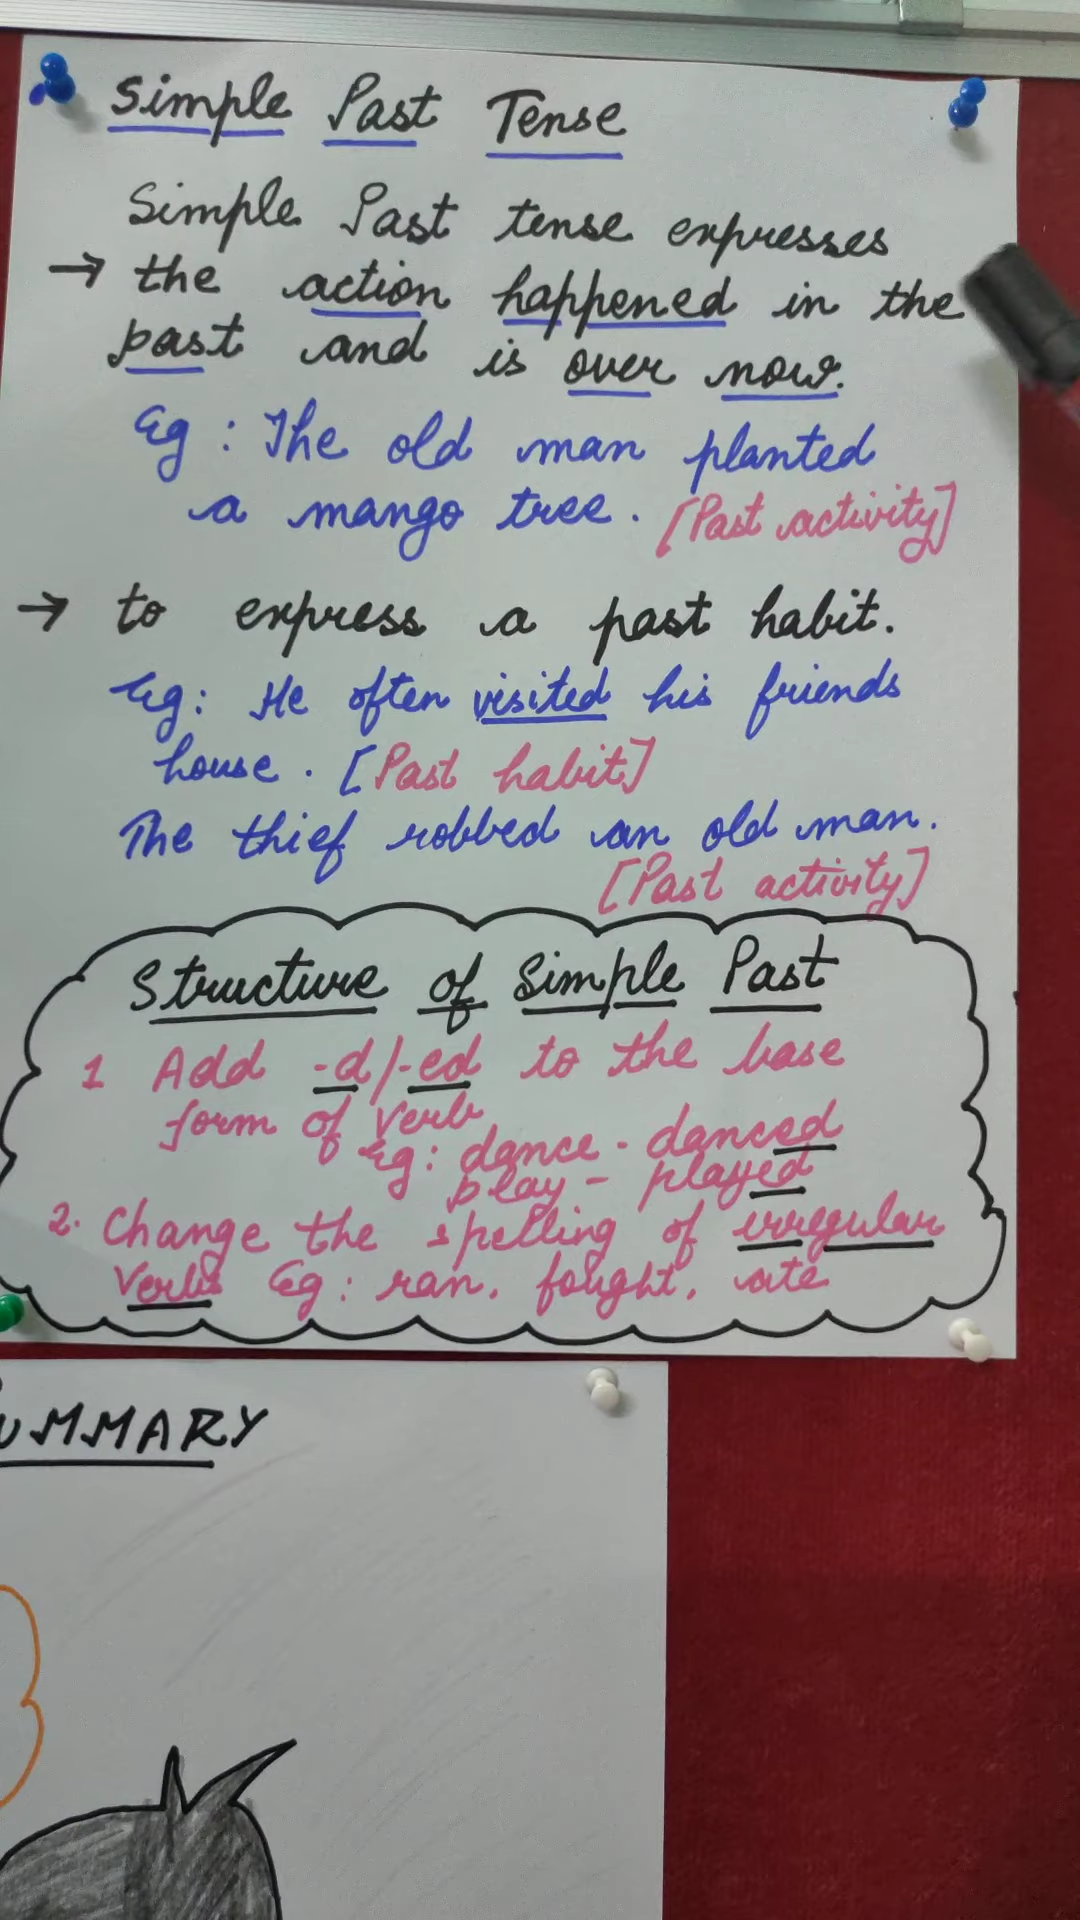 Simple Past Tense
Simple Past tense expresses
→ the action happened in the
past and is over now.
Eg : The old man planted
a mango tree. [Past activity]
→ to express a past habit.
Eg: He often visited his friends
house. [Past habit]
The thief robbed an old man.
[Past activity]
Structure of Simple Past
1 Add -d/-ed to the base
form of Verb
Eg: dance - danced
play - played
2. Change the spelling of irregular
Verbs Eg: ran, fought, ate
SUMMARY